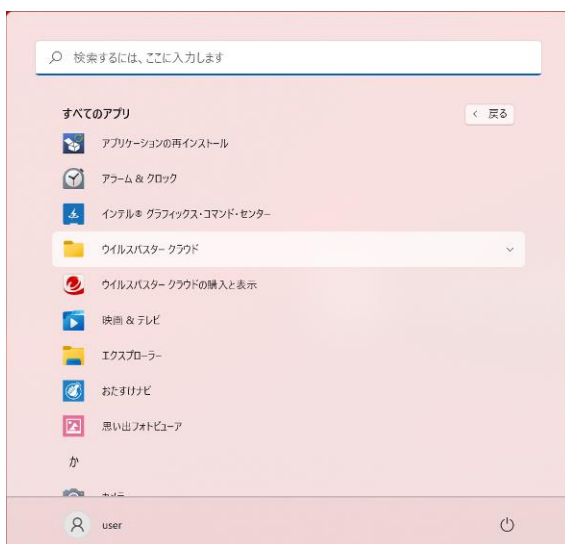 検索するには、ここに入力します
すべてのアプリ
戻る
アプリケーションの再インストール
アラーム & クロック
インテル® グラフィックス・コマンド・センター
ウイルスバスター クラウド
ウイルスバスター クラウドの購入と表示
映画 & テレビ
エクスプローラー
おたすけナビ
思い出フォトビューア
か
user